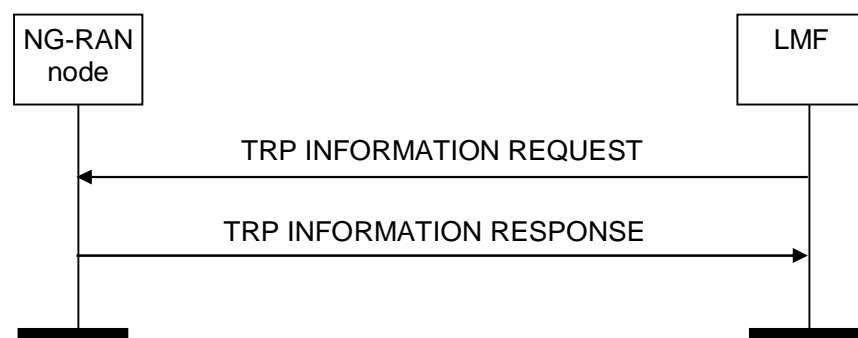 NG-RAN
node
LMF
TRP INFORMATION REQUEST
TRP INFORMATION RESPONSE